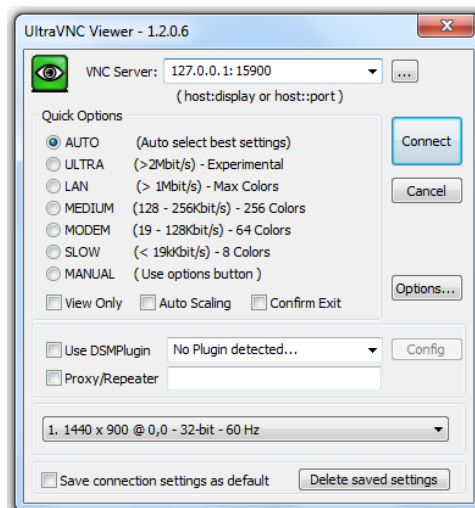 UltraVNC Viewer - 1.2.0.6
VNC Server: 127.0.0.1:15900 ...
( host:display or host::port )
Quick Options
AUTO (Auto select best settings) Connect
ULTRA (>2Mbit/s) - Experimental
LAN (> 1Mbit/s) - Max Colors Cancel
MEDIUM (128 - 256Kbit/s) - 256 Colors
MODEM (19 - 128Kbit/s) - 64 Colors
SLOW (< 19kKbit/s) - 8 Colors
MANUAL ( Use options button )
Options...
View Only Auto Scaling Confirm Exit
Use DSMPlugin No Plugin detected... Config
Proxy/Repeater
1. 1440 x 900 @ 0,0 - 32-bit - 60 Hz
Save connection settings as default Delete saved settings